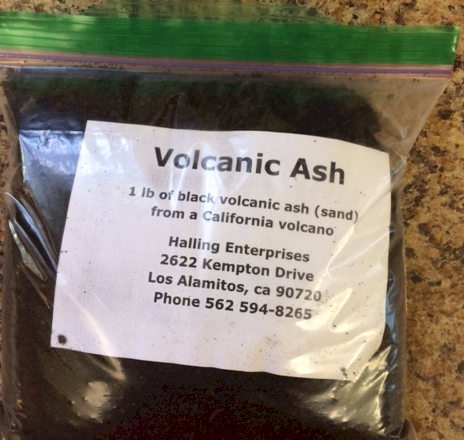 Volcanic Ash
1 lb of black volcanic ash (sand)
from a California volcano
Halling Enterprises
2622 Kempton Drive
Los Alamitos, ca 90720
Phone 562 594-8265